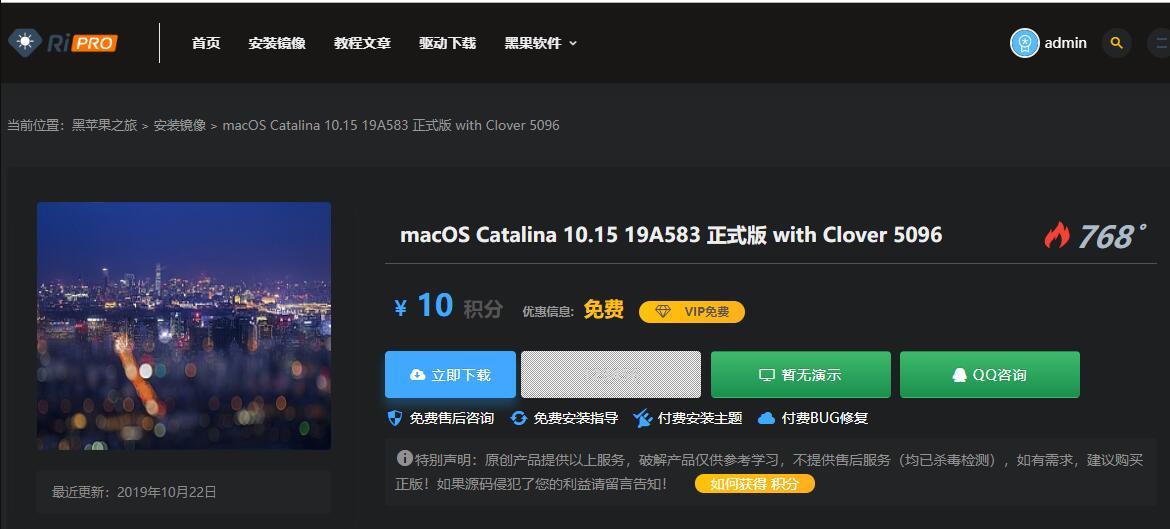 RiPRO 首页 安装镜像 教程文章 驱动下载 黑果软件 admin
当前位置：黑苹果之旅 > 安装镜像 > macOS Catalina 10.15 19A583 正式版 with Clover 5096
macOS Catalina 10.15 19A583 正式版 with Clover 5096 768°
¥ 10 积分 优惠信息: 免费 VIP免费
立即下载 暂无演示 QQ咨询
免费售后咨询 免费安装指导 付费安装主题 付费BUG修复
特别声明：原创产品提供以上服务，破解产品仅供参考学习，不提供售后服务（均已杀毒检测），如有需求，建议购买
正版！如果源码侵犯了您的利益请留言告知！ 如何获得 积分
最近更新：2019年10月22日